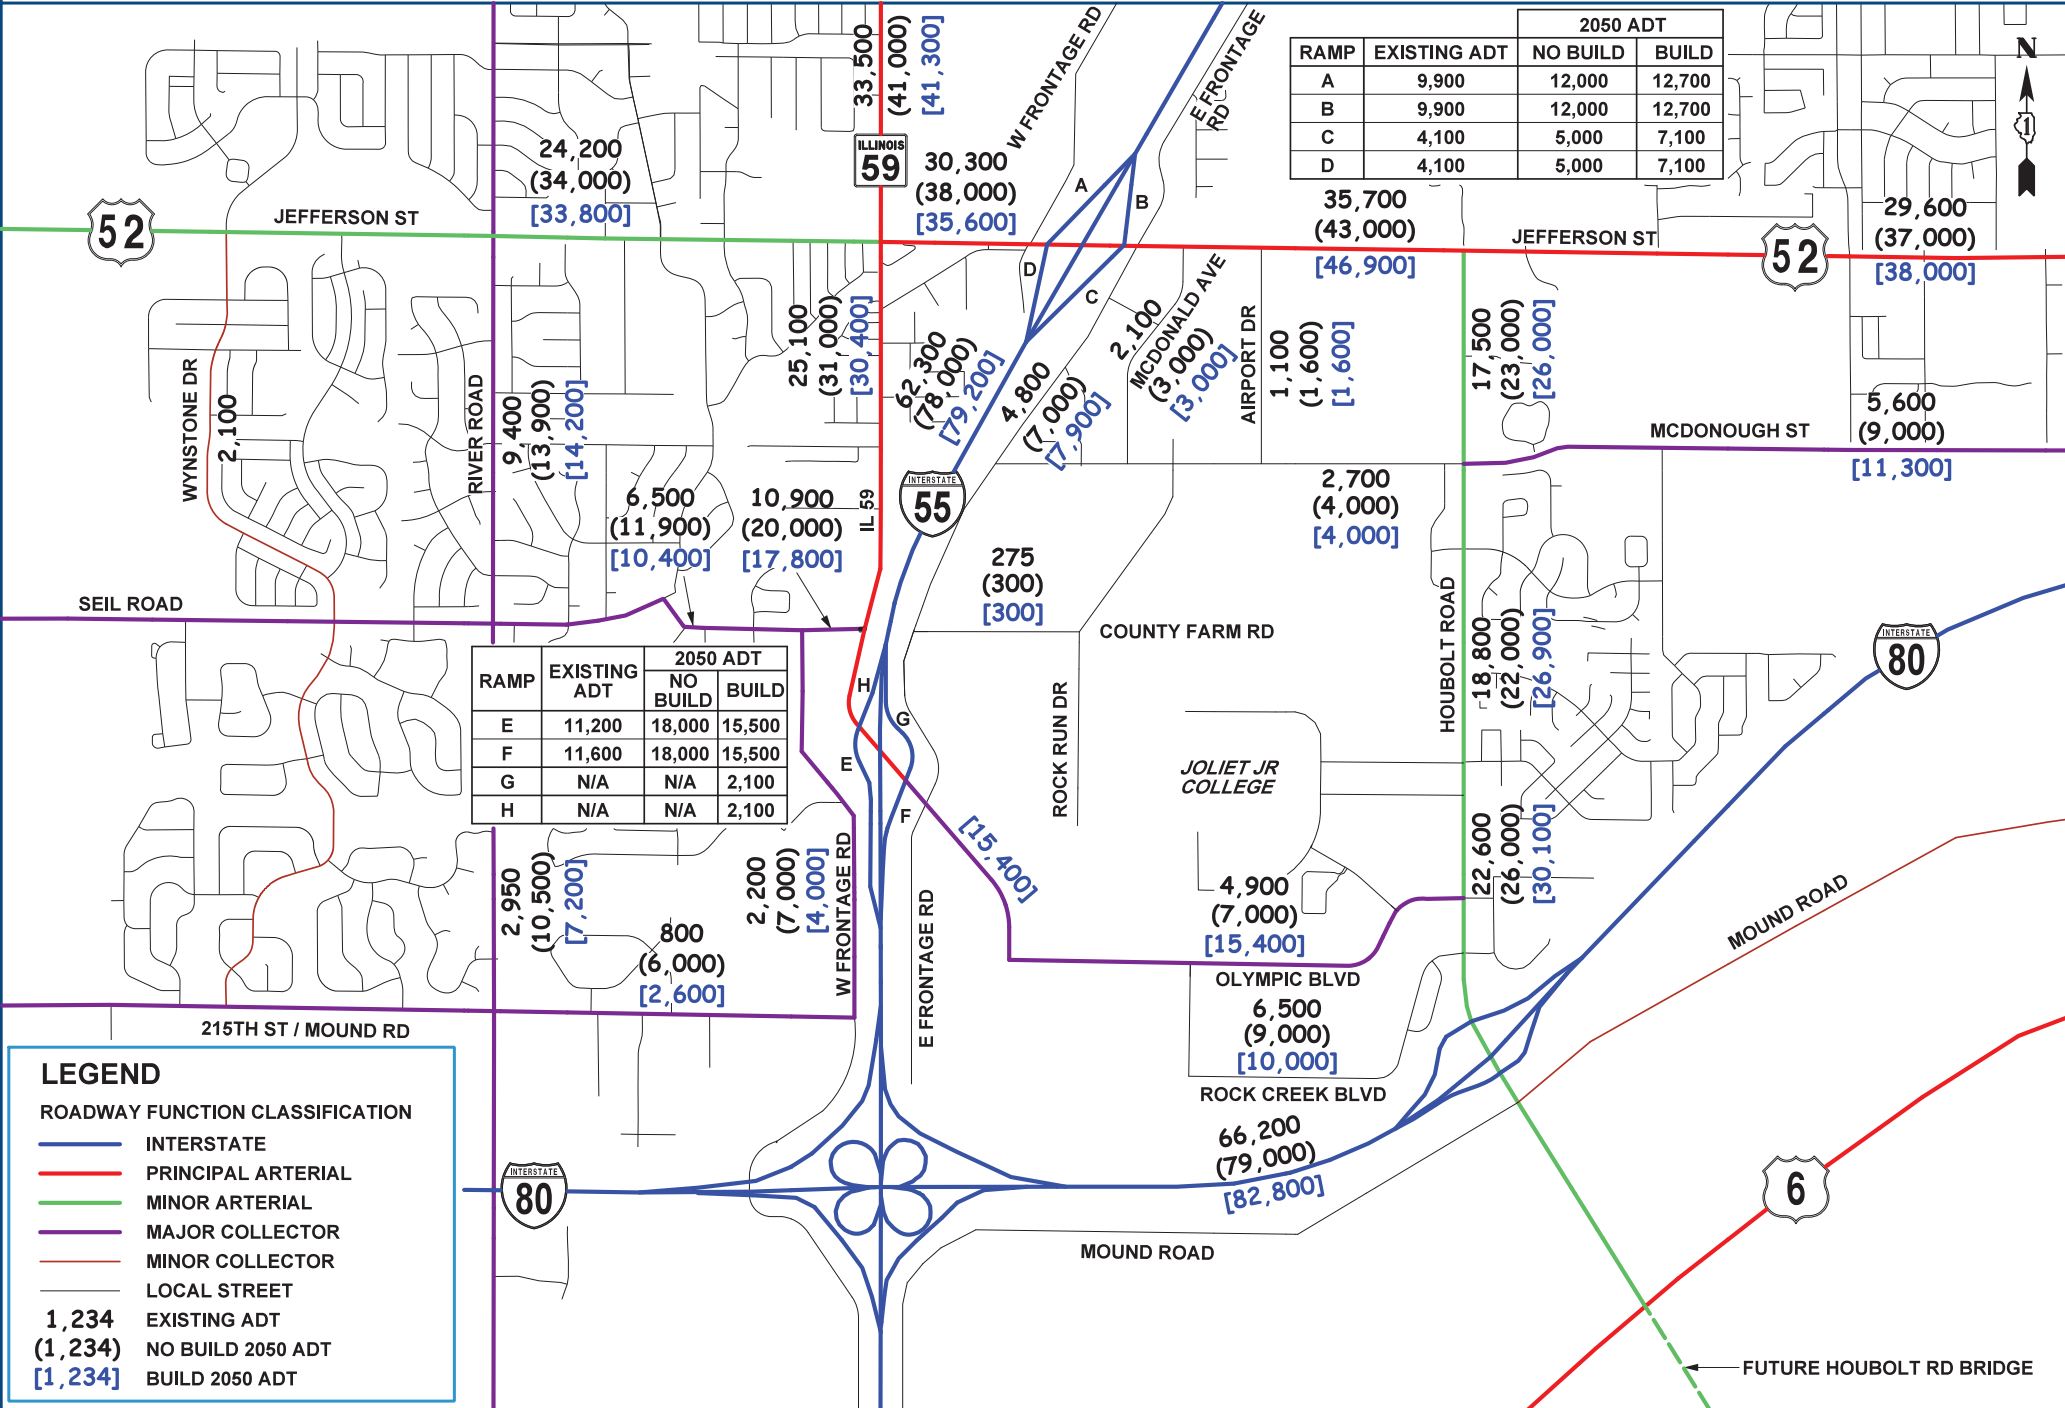 33,500
(41,000)
[41,300]
W FRONTAGE RD
E FRONTAGE
RD
2050 ADT
RAMP EXISTING ADT NO BUILD BUILD
A 9,900 12,000 12,700
B 9,900 12,000 12,700
C 4,100 5,000 7,100
D 4,100 5,000 7,100
N
1
24,200
(34,000)
[33,800]
ILLINOIS
59
30,300
(38,000)
[35,600]
A
B
D
C
35,700
(43,000)
[46,900]
29,600
(37,000)
[38,000]
52
JEFFERSON ST
JEFFERSON ST
52
WYNSTONE DR
2,100
RIVER ROAD
9,400
(13,900)
[14,200]
25,100
(31,000)
[30,400]
62,300
(78,000)
[79,200]
4,800
(7,000)
[7,900]
2,100
MCDONALD AVE
(3,000)
[3,000]
AIRPORT DR
1,100
(1,600)
[1,600]
17,500
(23,000)
[26,000]
5,600
(9,000)
[11,300]
MCDONOUGH ST
6,500
(11,900)
[10,400]
10,900
(20,000)
[17,800]
IL 59
INTERSTATE
55
275
(300)
[300]
2,700
(4,000)
[4,000]
SEIL ROAD
COUNTY FARM RD
HOUBOLT ROAD
18,800
(22,000)
[26,900]
INTERSTATE
80
2050 ADT
RAMP EXISTING ADT NO BUILD BUILD
E 11,200 18,000 15,500
F 11,600 18,000 15,500
G N/A N/A 2,100
H N/A N/A 2,100
H
G
E
F
ROCK RUN DR
JOLIET JR
COLLEGE
[15,400]
22,600
(26,000)
[30,100]
2,950
(10,500)
[7,200]
800
(6,000)
[2,600]
2,200
(7,000)
[4,000]
W FRONTAGE RD
E FRONTAGE RD
4,900
(7,000)
[15,400]
OLYMPIC BLVD
6,500
(9,000)
[10,000]
ROCK CREEK BLVD
MOUND ROAD
215TH ST / MOUND RD
66,200
(79,000)
[82,800]
INTERSTATE
80
MOUND ROAD
6
FUTURE HOUBOLT RD BRIDGE
LEGEND
ROADWAY FUNCTION CLASSIFICATION
INTERSTATE
PRINCIPAL ARTERIAL
MINOR ARTERIAL
MAJOR COLLECTOR
MINOR COLLECTOR
LOCAL STREET
1,234 EXISTING ADT
(1,234) NO BUILD 2050 ADT
[1,234] BUILD 2050 ADT